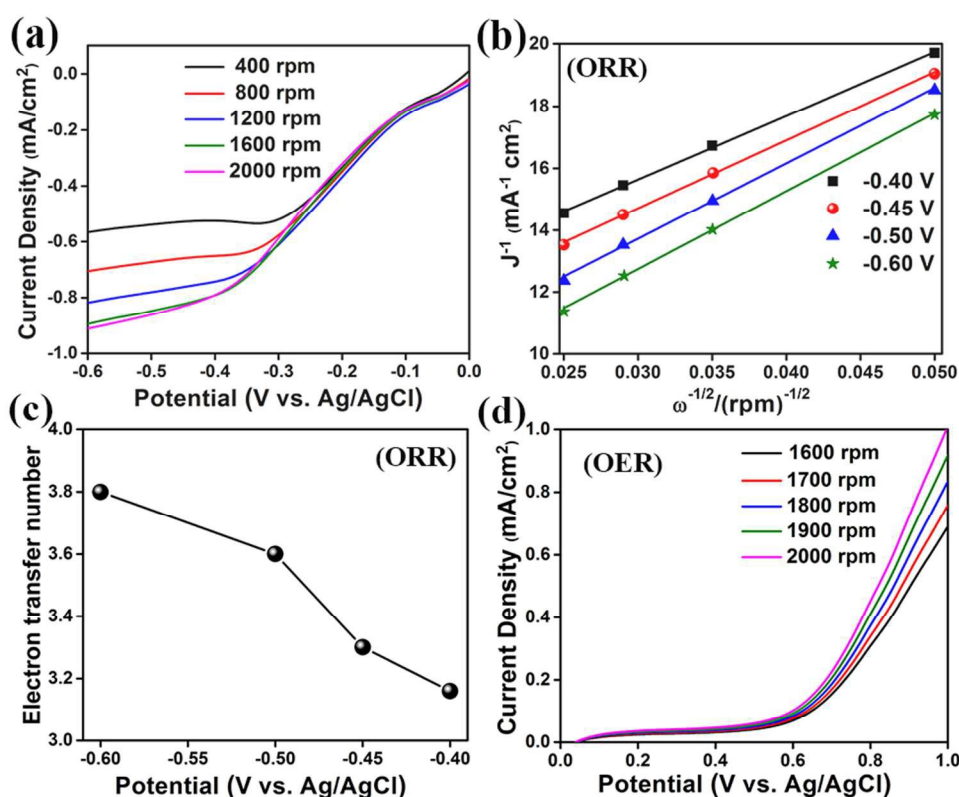 (a)
0.0
-0.2
-0.4
-0.6
-0.8
-1.0
Current Density (mA/cm²)
400 rpm
800 rpm
1200 rpm
1600 rpm
2000 rpm
-0.6 -0.5 -0.4 -0.3 -0.2 -0.1 0.0
Potential (V vs. Ag/AgCl)
(b)
(ORR)
20
18
16
14
12
10
J⁻¹ (mA⁻¹ cm²)
-0.40 V
-0.45 V
-0.50 V
-0.60 V
0.025 0.030 0.035 0.040 0.045 0.050
ω⁻¹/²/(rpm)⁻¹/²
(c)
(ORR)
4.0
3.8
3.6
3.4
3.2
3.0
Electron transfer number
-0.60 -0.55 -0.50 -0.45 -0.40
Potential (V vs. Ag/AgCl)
(d)
(OER)
1.0
0.8
0.6
0.4
0.2
0.0
Current Density (mA/cm²)
1600 rpm
1700 rpm
1800 rpm
1900 rpm
2000 rpm
0.0 0.2 0.4 0.6 0.8 1.0
Potential (V vs. Ag/AgCl)